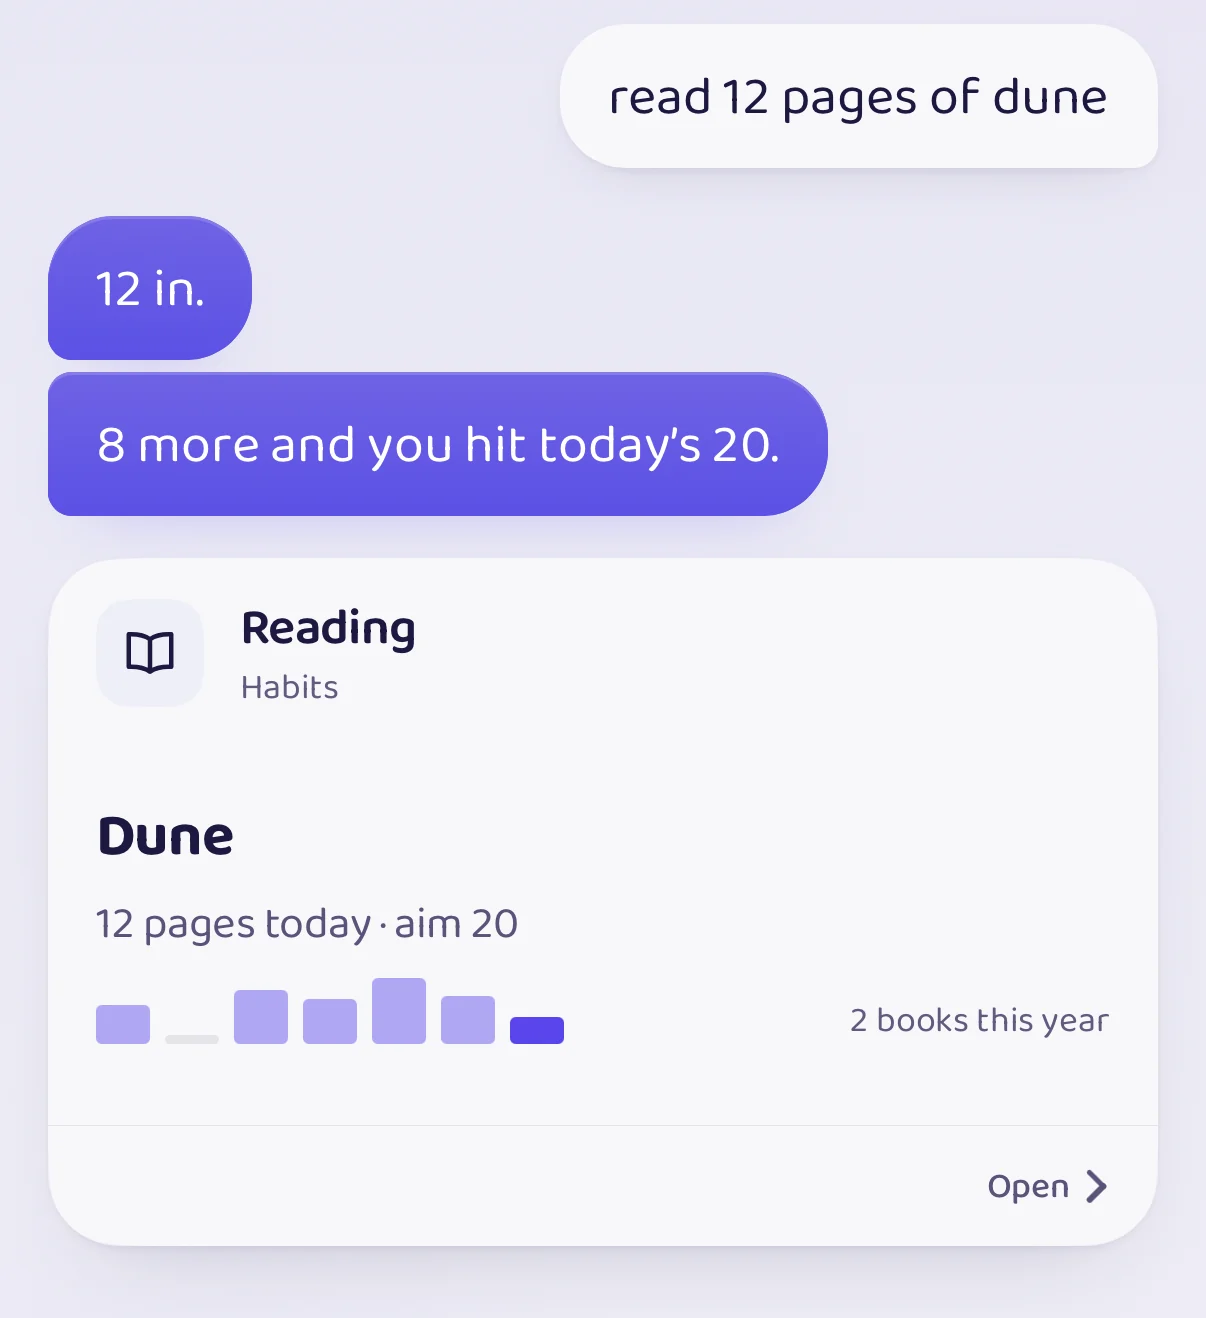 read 12 pages of dune
12 in.
8 more and you hit today's 20.
Reading
Habits
Dune
12 pages today · aim 20
2 books this year
Open